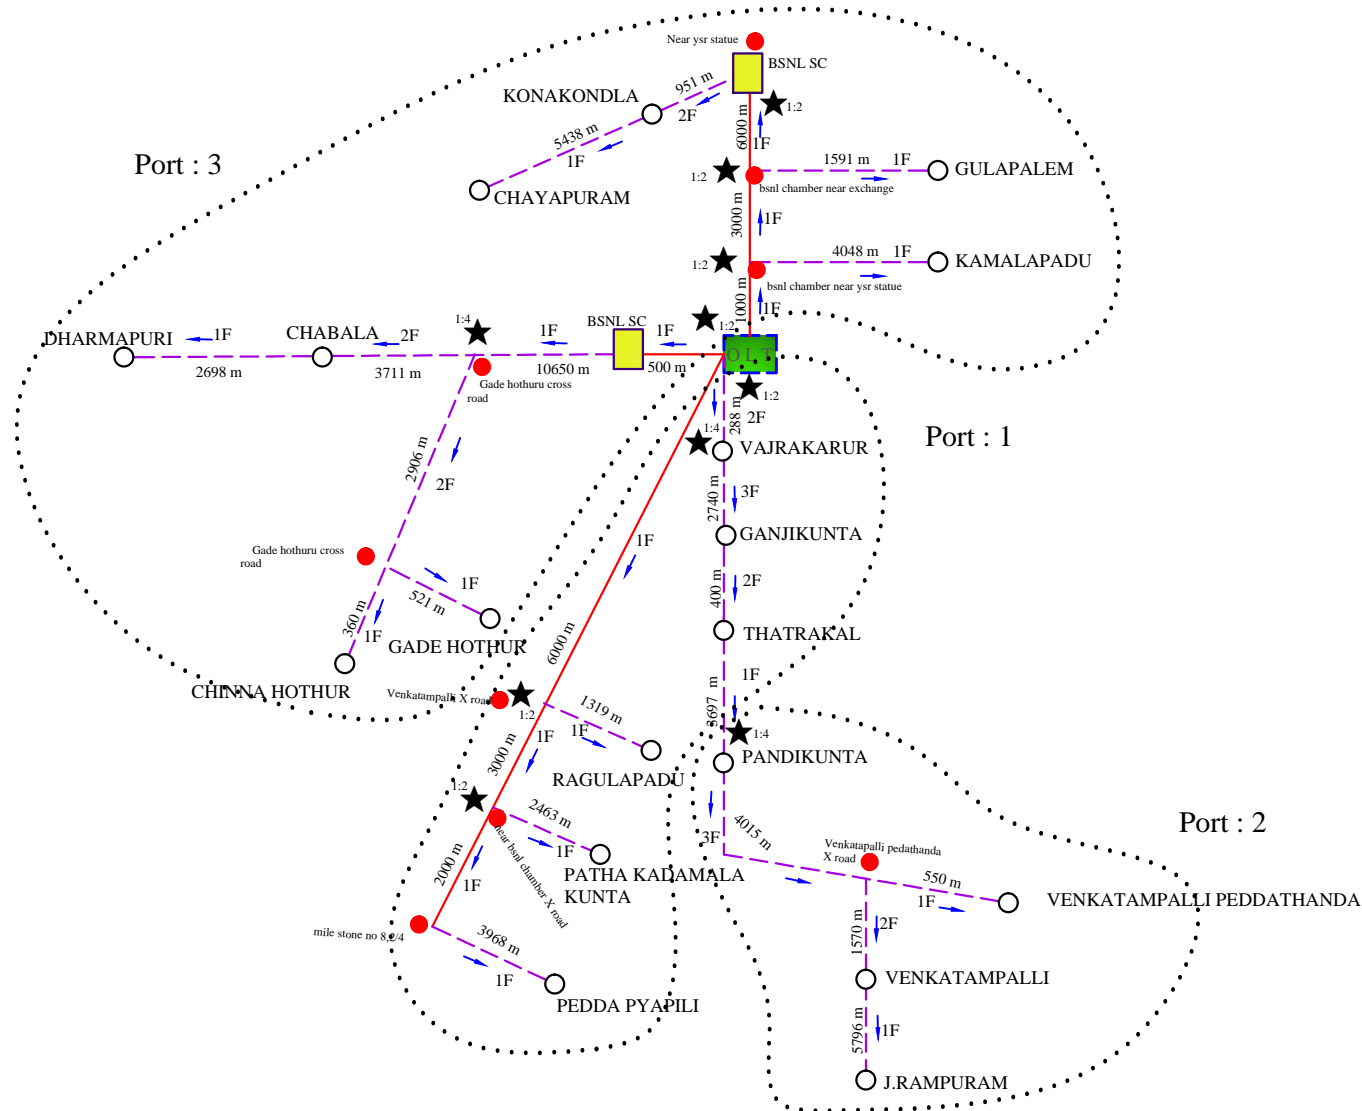 Near ysr statue
BSNL SC
951 m
KONAKONDLA
2F
1:2
5438 m
6000 m
1F
1F
Port : 3
1591 m
1F
GULAPALEM
1:2
CHAYAPURAM
bsnl chamber near exchange
3000 m
1F
4048 m
1F
KAMALAPADU
1:2
bsnl chamber near ysr statue
1000 m
1F
BSNL SC
1:4
1:2
DHARMAPURI
1F
CHABALA
2F
1F
1F
O L T
2698 m
3711 m
10650 m
500 m
Gade hothuru cross
road
1:2
288 m
2F
1:4
Port : 1
VAJRAKARUR
2906 m
2F
2740 m
3F
1F
GANJIKUNTA
Gade hothuru cross
road
1F
521 m
400 m
2F
360 m
1F
GADE HOTHUR
6000 m
THATRAKAL
CHINNA HOTHUR
1F
Venkatampalli X road
1:2
1319 m
3697 m
1:4
1F
1F
3000 m
RAGULAPADU
PANDIKUNTA
1:2
2463 m
near bsnl chamber X road
1F
3F
4015 m
Port : 2
Venkatapalli pedathanda
X road
2000 m
1F
PATHA KADAMALA
KUNTA
550 m
1F
VENKATAMPALLI PEDDATHANDA
mile stone no 8,2/4
3968 m
1F
2F
1570 m
PEDDA PYAPILI
VENKATAMPALLI
5796 m
1F
J.RAMPURAM